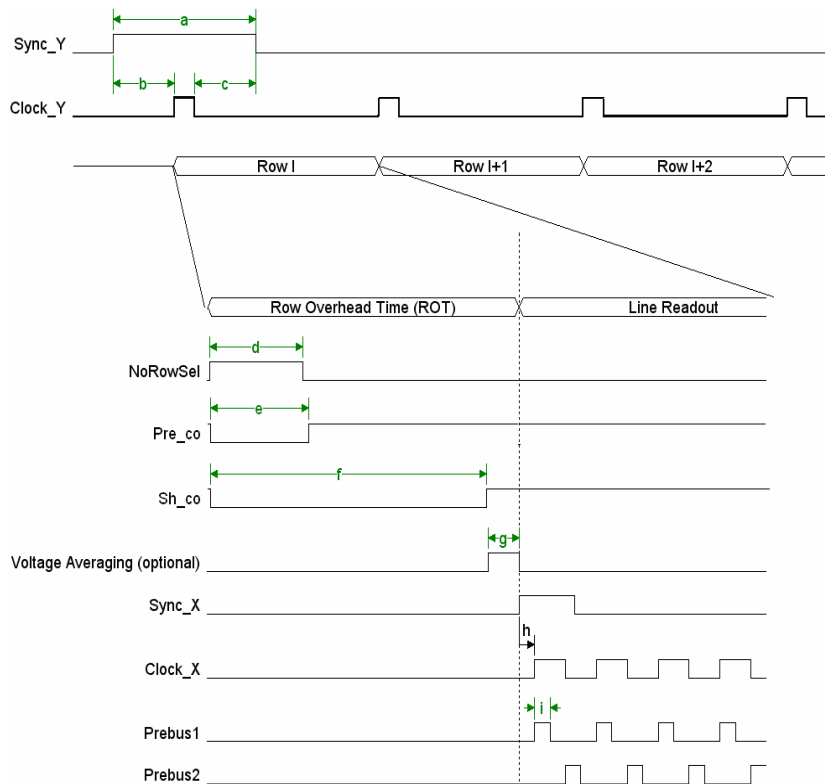 a
Sync_Y
b
c
Clock_Y
Row I
Row I+1
Row I+2
Row Overhead Time (ROT)
Line Readout
d
NoRowSel
e
Pre_co
f
Sh_co
g
Voltage Averaging (optional)
Sync_X
h
Clock_X
i
Prebus1
Prebus2